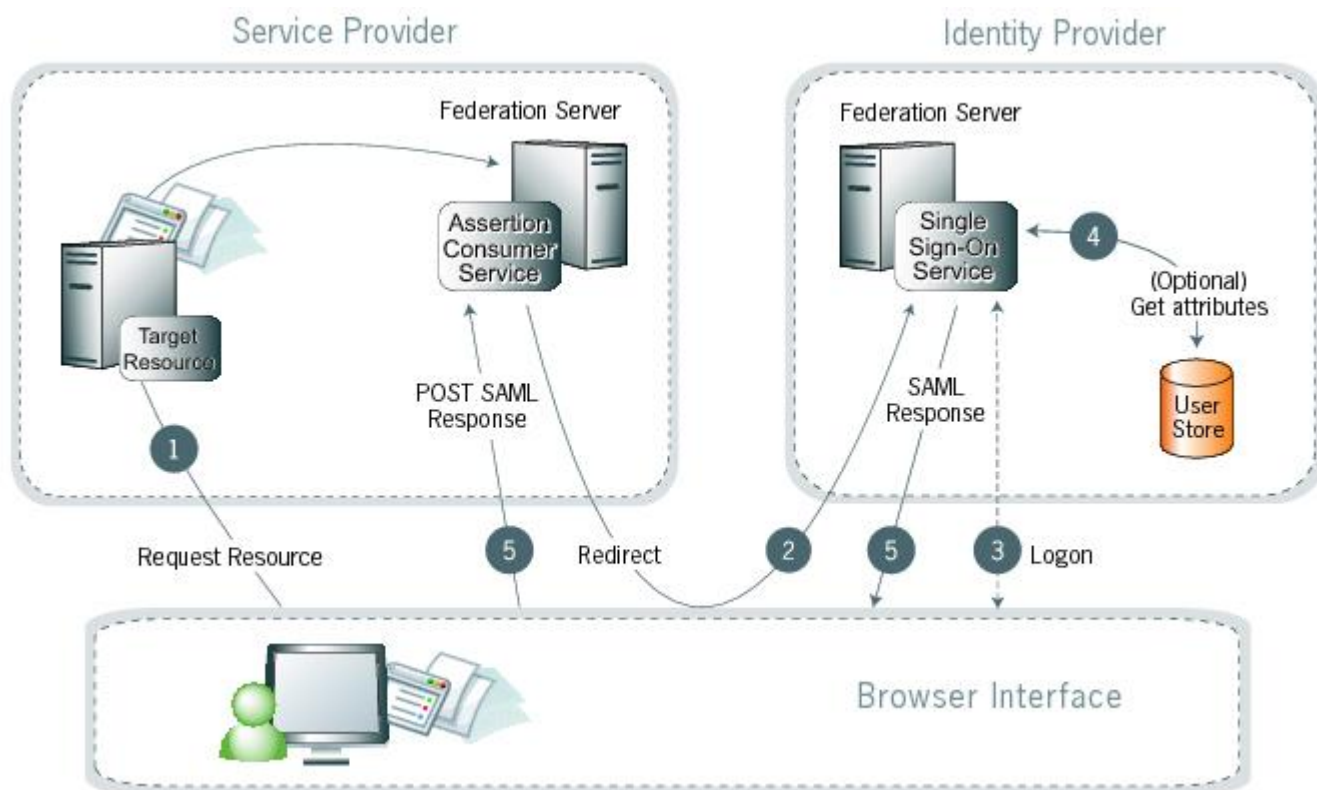 Service Provider
Identity Provider
Federation Server
Federation Server
Assertion
Consumer
Service
Single
Sign-On
Service
4
(Optional)
Get attributes
Target
Resource
POST SAML
Response
SAML
Response
User
Store
1
Request Resource
5
Redirect
2
5
3
Logon
Browser Interface